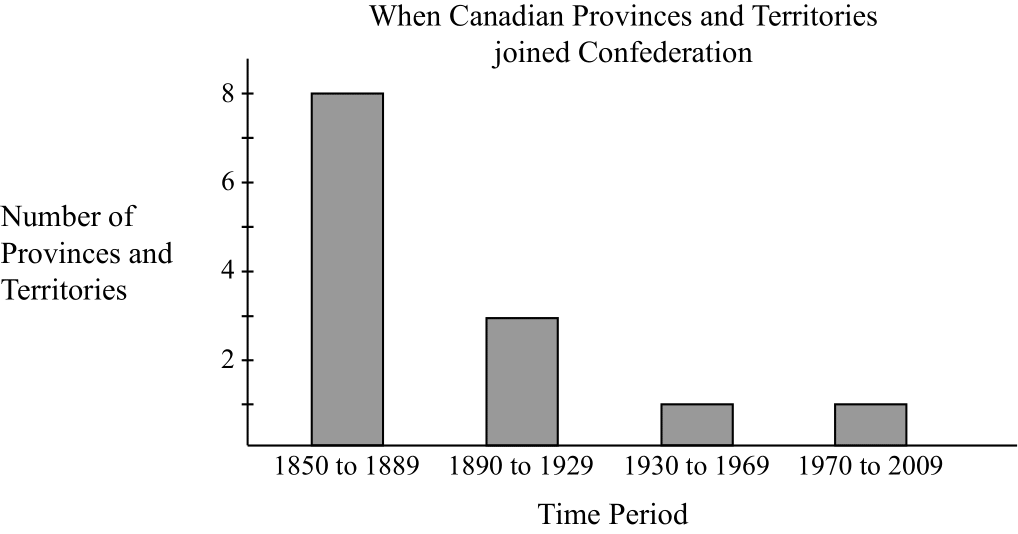 When Canadian Provinces and Territories
joined Confederation
8
6
Number of
Provinces and
Territories
4
2
1850 to 1889 1890 to 1929 1930 to 1969 1970 to 2009
Time Period